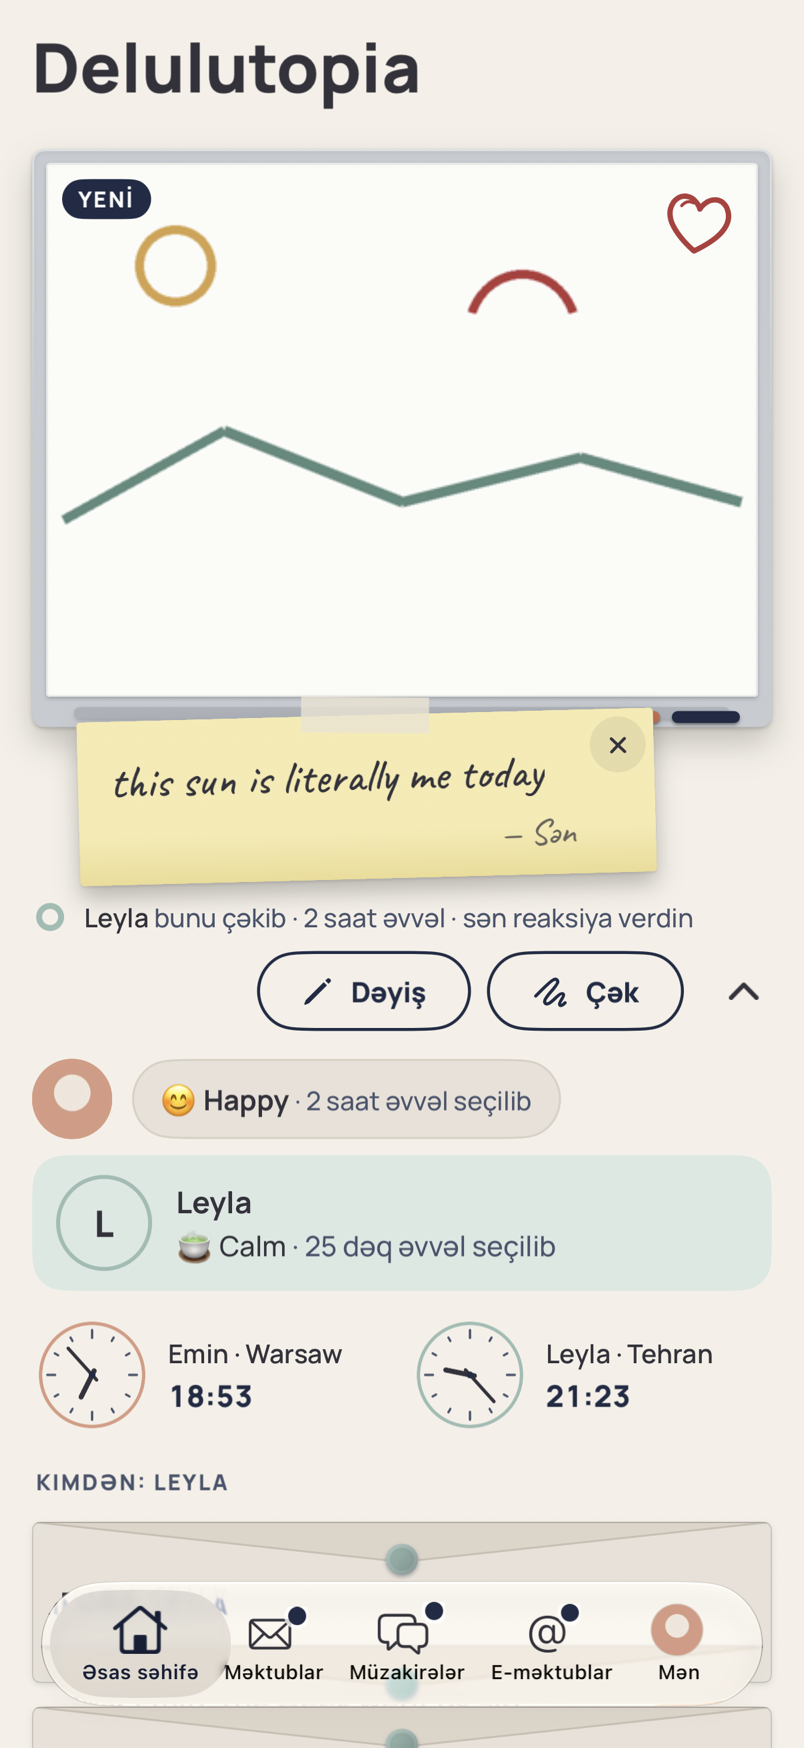 Delulutopia
YENİ
this sun is literally me today
– Sən
Leyla bunu çəkib · 2 saat əvvəl · sən reaksiya verdin
Dəyiş
Çək
😊 Happy · 2 saat əvvəl seçilib
L
Leyla
🍵 Calm · 25 dəq əvvəl seçilib
Emin · Warsaw
18:53
Leyla · Tehran
21:23
KIMDƏN: LEYLA
Əsas səhifə
Məktublar
Müzakirələr
E-məktublar
Mən